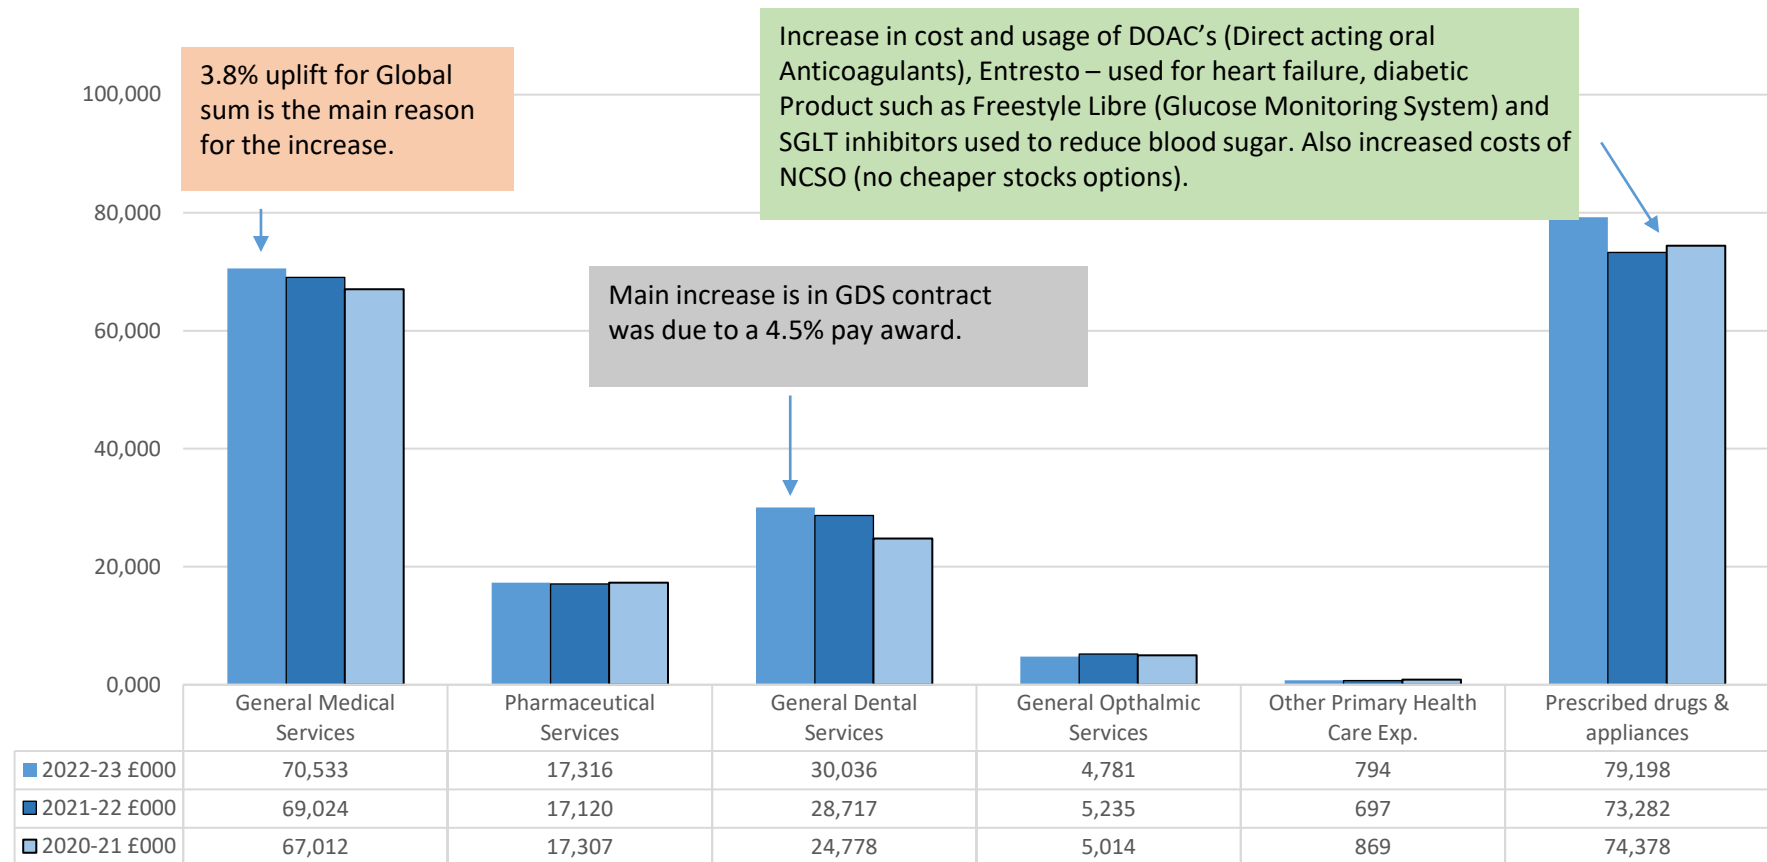 3.8% uplift for Global
sum is the main reason
for the increase.
Increase in cost and usage of DOAC’s (Direct acting oral
Anticoagulants), Entresto – used for heart failure, diabetic
Product such as Freestyle Libre (Glucose Monitoring System) and
SGLT inhibitors used to reduce blood sugar. Also increased costs of
NCSO (no cheaper stocks options).
Main increase is in GDS contract
was due to a 4.5% pay award.
100,000
80,000
60,000
40,000
20,000
0,000
General Medical
Services
Pharmaceutical
Services
General Dental
Services
General Opthalmic
Services
Other Primary Health
Care Exp.
Prescribed drugs &
appliances
2022-23 £000 70,533 17,316 30,036 4,781 794 79,198
2021-22 £000 69,024 17,120 28,717 5,235 697 73,282
2020-21 £000 67,012 17,307 24,778 5,014 869 74,378